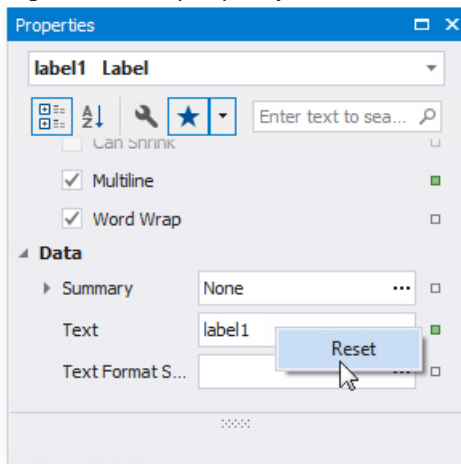 Properties
label1 Label
Enter text to sea...
Can Shrink
Multiline
Word Wrap
Data
Summary None ...
Text label1
Reset
Text Format S... ...